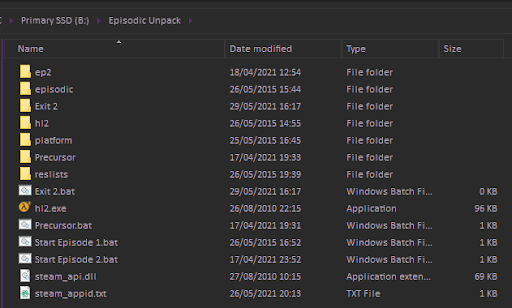 Primary SSD (B:) › Episodic Unpack ›
Name Date modified Type Size
ep2 18/04/2021 12:54 File folder
episodic 26/05/2015 15:44 File folder
Exit 2 29/05/2021 16:17 File folder
hl2 26/05/2015 14:55 File folder
platform 25/05/2015 16:45 File folder
Precursor 17/04/2021 19:33 File folder
reslists 26/05/2015 19:39 File folder
Exit 2.bat 29/05/2021 16:17 Windows Batch Fi... 0 KB
hl2.exe 26/08/2010 22:15 Application 96 KB
Precursor.bat 17/04/2021 19:31 Windows Batch Fi... 1 KB
Start Episode 1.bat 26/05/2015 16:52 Windows Batch Fi... 1 KB
Start Episode 2.bat 17/04/2021 23:52 Windows Batch Fi... 1 KB
steam_api.dll 27/08/2010 10:15 Application exten... 69 KB
steam_appid.txt 26/05/2021 20:13 TXT File 1 KB